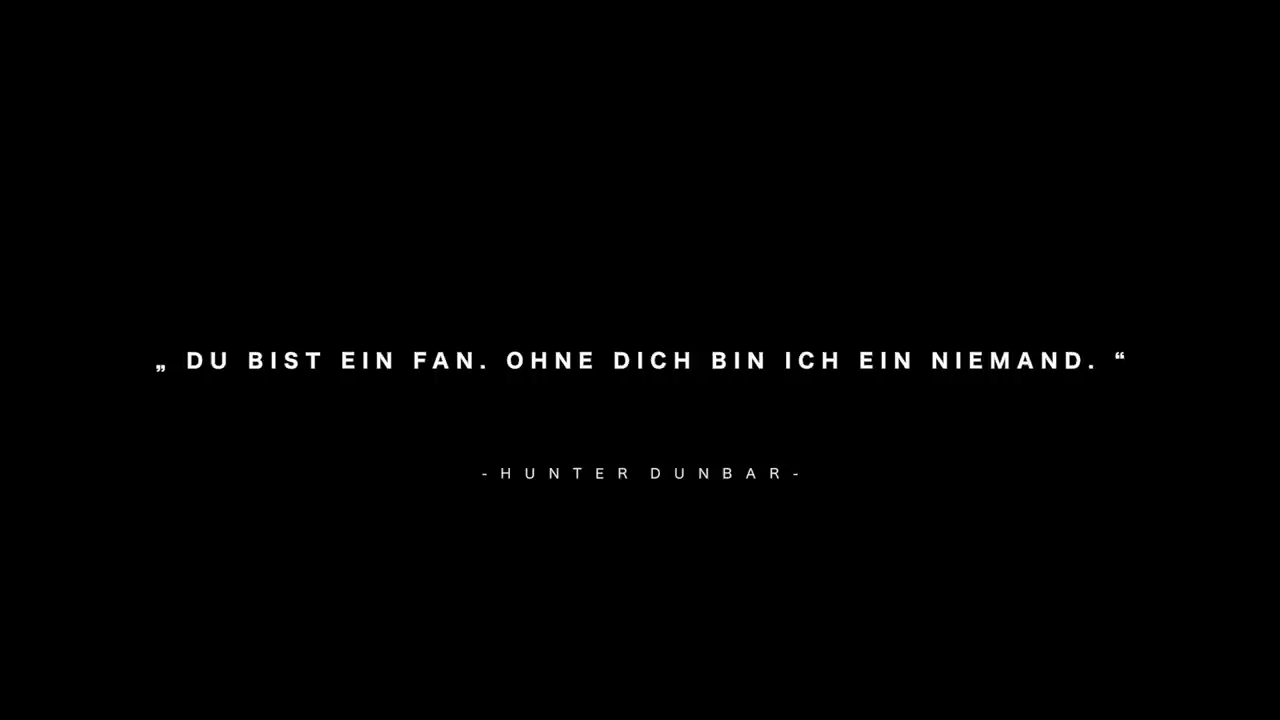 „ DU BIST EIN FAN. OHNE DICH BIN ICH EIN NIEMAND. “
- HUNTER DUNBAR -